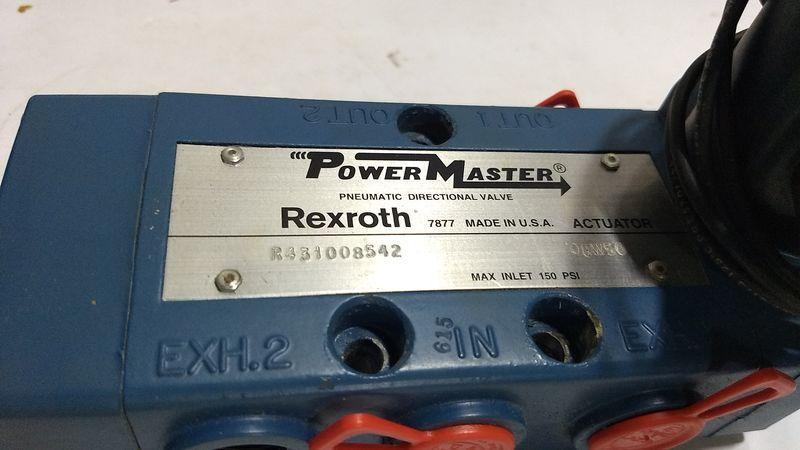 OUT 2
OUT 1
POWER MASTER®
PNEUMATIC DIRECTIONAL VALVE
Rexroth 7877 MADE IN U.S.A. ACTUATOR
R431008542
MAX INLET 150 PSI
EXH.2
615
IN